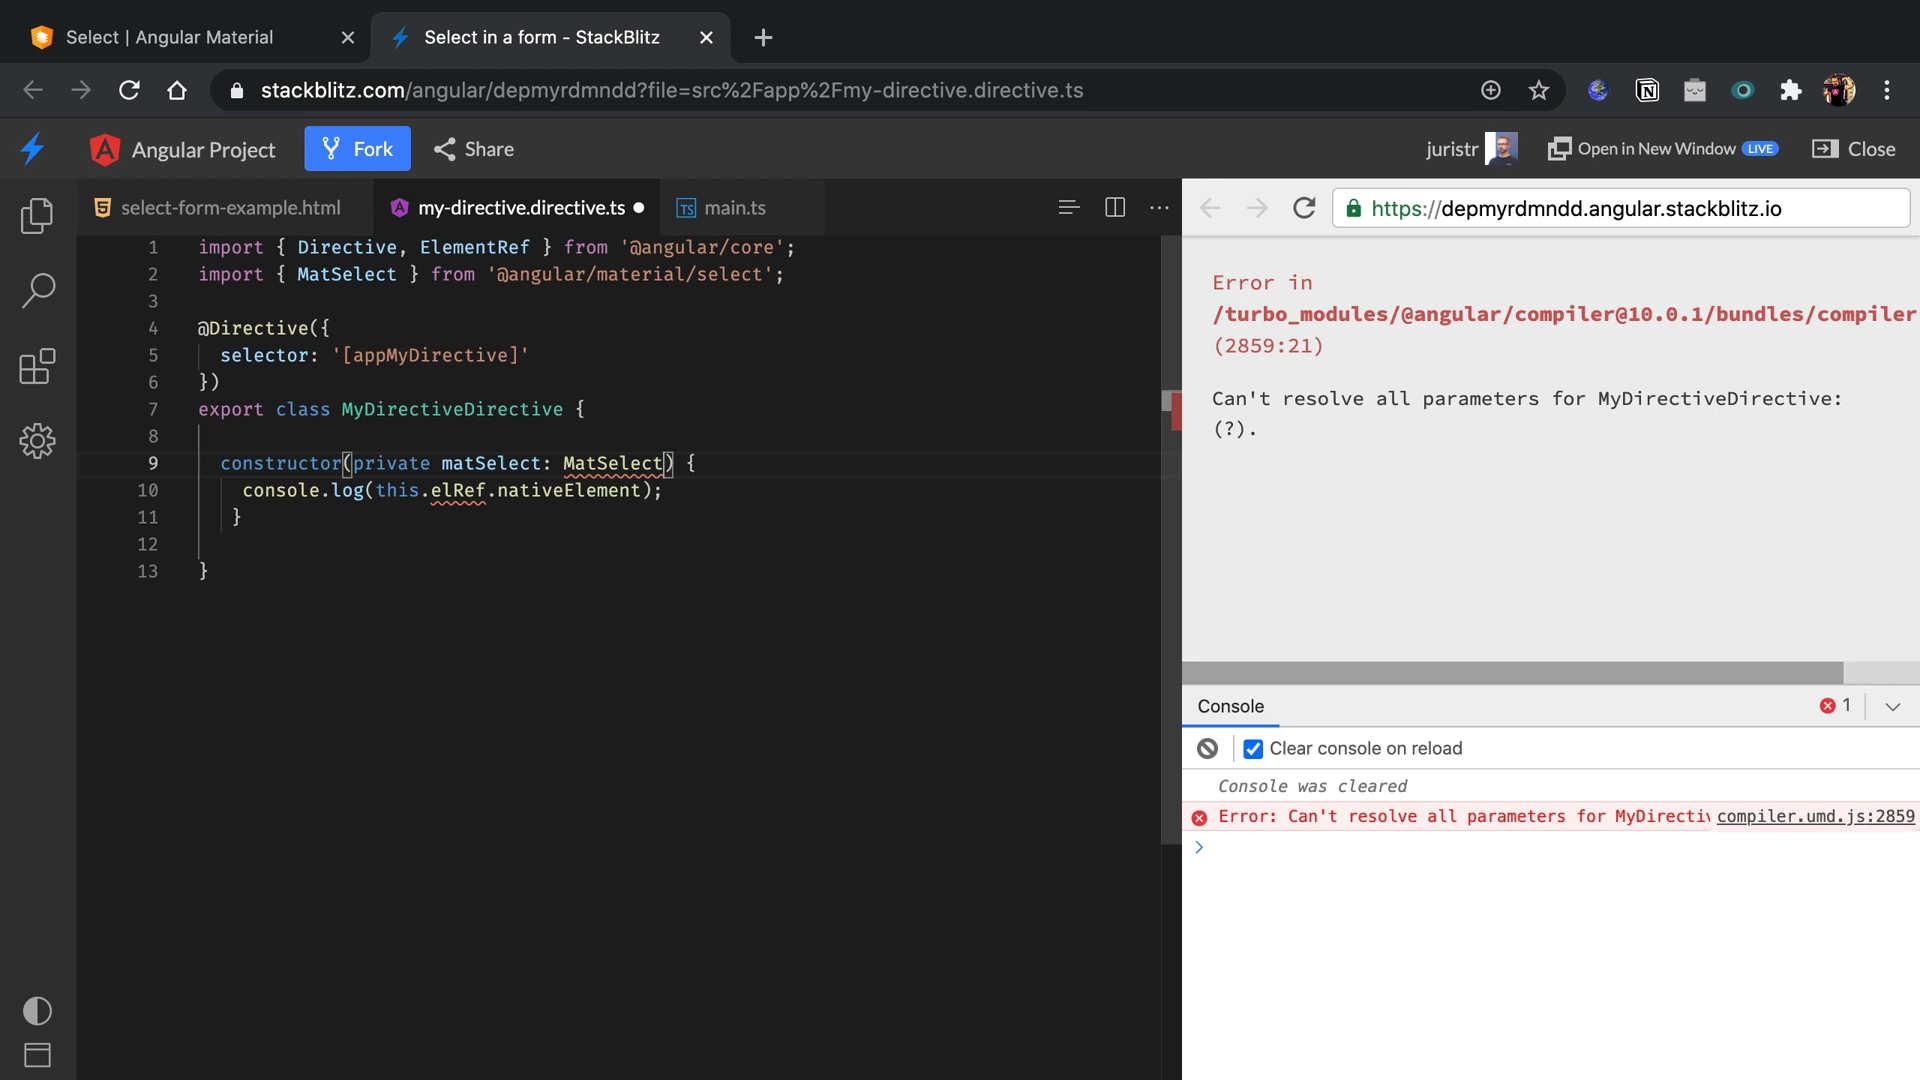 Select | Angular Material
Select in a form - StackBlitz
stackblitz.com/angular/depmyrdmndd?file=src%2Fapp%2Fmy-directive.directive.ts
Angular Project
Fork
Share
juristr
Open in New Window LIVE
Close
select-form-example.html
my-directive.directive.ts
TS main.ts
https://depmyrdmndd.angular.stackblitz.io
1 import { Directive, ElementRef } from '@angular/core';
2 import { MatSelect } from '@angular/material/select';
3
4 @Directive({
5 selector: '[appMyDirective]'
6 })
7 export class MyDirectiveDirective {
8
9 constructor(private matSelect: MatSelect) {
10 console.log(this.elRef.nativeElement);
11 }
12
13 }
Error in
/turbo_modules/@angular/compiler@10.0.1/bundles/compiler
(2859:21)
Can't resolve all parameters for MyDirectiveDirective:
(?).
Console
1
Clear console on reload
Console was cleared
Error: Can't resolve all parameters for MyDirecti compiler.umd.js:2859